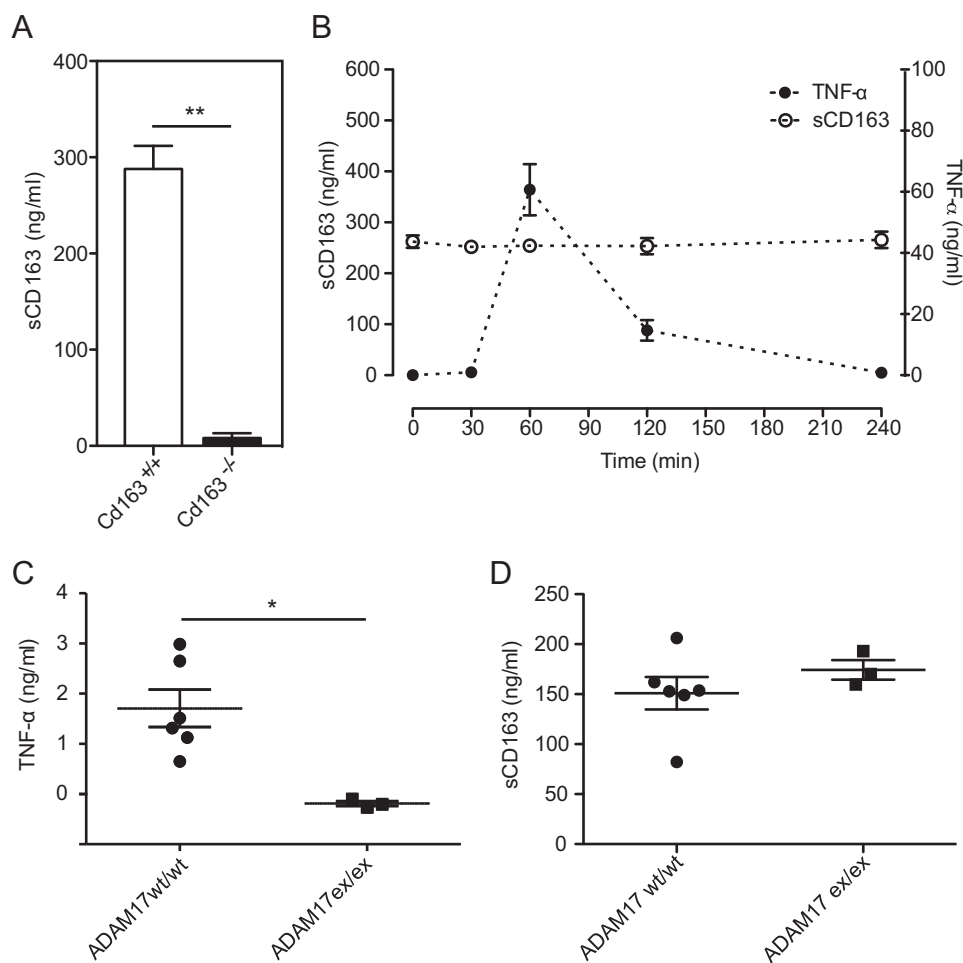 A
400
300
200
100
0
sCD163 (ng/ml)
**
Cd163 +/+
Cd163 -/-
B
600
500
400
300
200
100
0
sCD163 (ng/ml)
TNF-α
sCD163
100
80
60
40
20
0
TNF-α (ng/ml)
0 30 60 90 120 150 180 210 240
Time (min)
C
4
3
2
1
0
TNF-α (ng/ml)
*
ADAM17wt/wt
ADAM17ex/ex
D
250
200
150
100
50
0
sCD163 (ng/ml)
ADAM17 wt/wt
ADAM17 ex/ex